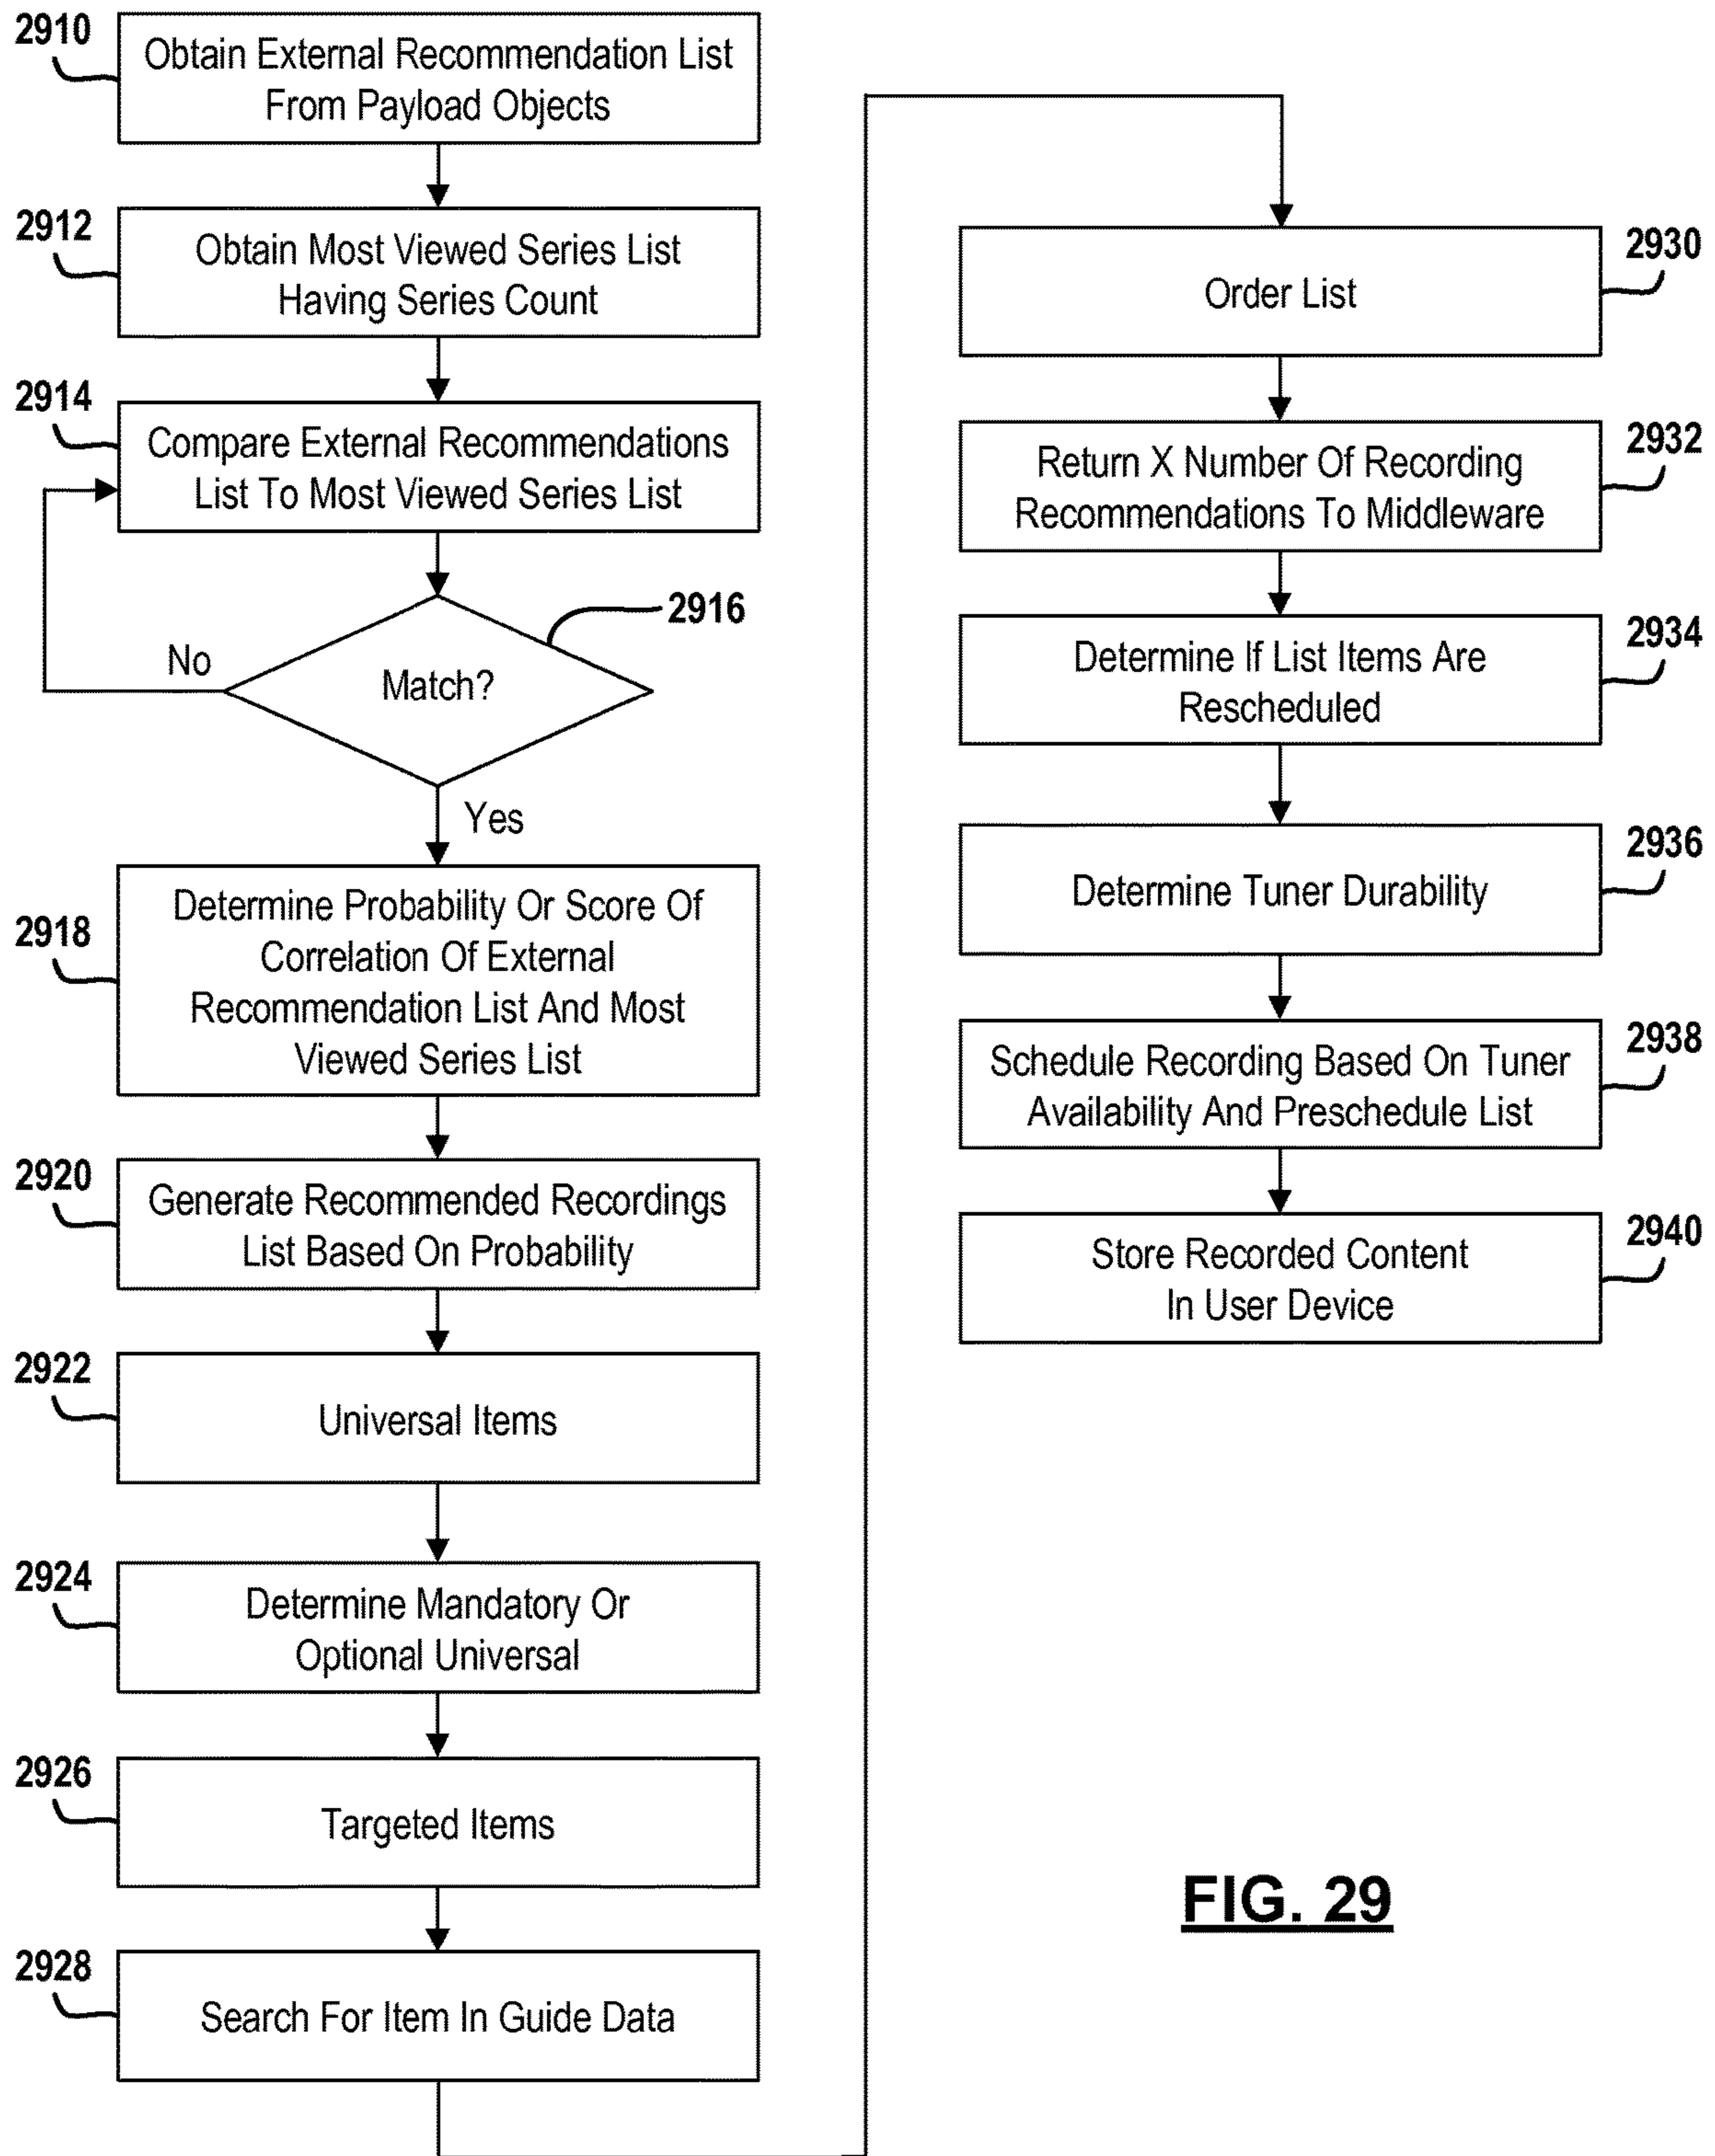 2910
Obtain External Recommendation List
From Payload Objects
2912
Obtain Most Viewed Series List
Having Series Count
2914
Compare External Recommendations
List To Most Viewed Series List
2916
No
Match?
Yes
2918
Determine Probability Or Score Of
Correlation Of External
Recommendation List And Most
Viewed Series List
2920
Generate Recommended Recordings
List Based On Probability
2922
Universal Items
2924
Determine Mandatory Or
Optional Universal
2926
Targeted Items
2928
Search For Item In Guide Data
2930
Order List
2932
Return X Number Of Recording
Recommendations To Middleware
2934
Determine If List Items Are
Rescheduled
2936
Determine Tuner Durability
2938
Schedule Recording Based On Tuner
Availability And Preschedule List
2940
Store Recorded Content
In User Device
FIG. 29